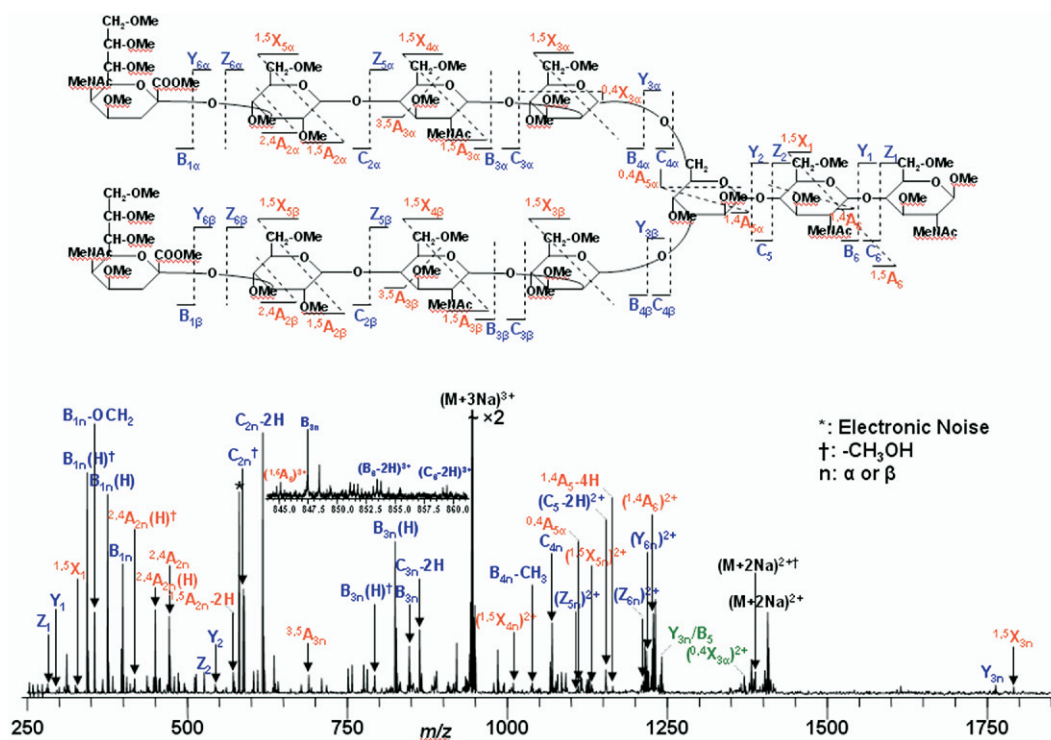 CH₂-OMe
CH-OMe
CH-OMe
MeNAc
COOMe
OMe
O
Y₆α
Z₆α
¹,⁵X₅α
CH₂-OMe
O
OMe
OMe
²,⁴A₂α
¹,⁵A₂α
B₁α
Z₅α
¹,⁵X₄α
CH₂-OMe
O
OMe
³,⁵A₃α
MeNAc
¹,⁵A₃α
C₂α
B₃α
C₃α
¹,⁵X₃α
CH₂-OMe
O
OMe
OMe
⁰,⁴X₃α
Y₃α
O
B₄α
C₄α
⁰,⁴A₅α
CH₂
O
OMe
OMe
¹,⁴A₅α
Y₂
Z₂
¹,⁵X₁
CH₂-OMe
O
OMe
MeNAc
Y₁
Z₁
CH₂-OMe
O
OMe
OMe
MeNAc
C₅
B₆
C₆
¹,⁵A₆
CH₂-OMe
CH-OMe
CH-OMe
MeNAc
COOMe
OMe
O
Y₆β
Z₆β
¹,⁵X₅β
CH₂-OMe
O
OMe
OMe
²,⁴A₂β
¹,⁵A₂β
B₁β
Z₅β
¹,⁵X₄β
CH₂-OMe
O
OMe
³,⁵A₃β
MeNAc
¹,⁵A₃β
C₂β
B₃β
C₃β
¹,⁵X₃β
CH₂-OMe
O
OMe
OMe
Y₃β
O
B₄β
C₄β
B₁ₙ-OCH₂
B₁ₙ(H)†
B₁ₙ(H)
²,⁴A₂ₙ(H)†
B₁ₙ
²,⁴A₂ₙ
²,⁴A₂ₙ(H)
¹,⁵A₂ₙ-2H
¹,⁵X₁
Y₁
Z₁
Y₂
Z₂
C₂ₙ-2H
C₂ₙ†
*
(¹,⁶A₆)³⁺
B₃ₙ
(B₆-2H)³⁺
(C₆-2H)³⁺
845.0 847.5 850.0 852.5 855.0 857.5 860.0
³,⁵A₃ₙ
B₃ₙ(H)†
B₃ₙ(H)
C₃ₙ-2H
B₃ₙ
(M+3Na)³⁺
×2
(¹,⁵X₄ₙ)²⁺
B₄ₙ-CH₃
C₄ₙ
⁰,⁴A₅α
(C₅-2H)²⁺
¹,⁴A₅-4H
(¹,⁵X₅ₙ)²⁺
(Z₅ₙ)²⁺
(¹,⁴A₆)²⁺
(Y₆ₙ)²⁺
(Z₆ₙ)²⁺
Y₃ₙ/B₅
(⁰,⁴X₃α)²⁺
(M+2Na)²⁺†
(M+2Na)²⁺
¹,⁵X₃ₙ
Y₃ₙ
*: Electronic Noise
†: -CH₃OH
n: α or β
250 500 750 1000 1250 1500 1750
m/z